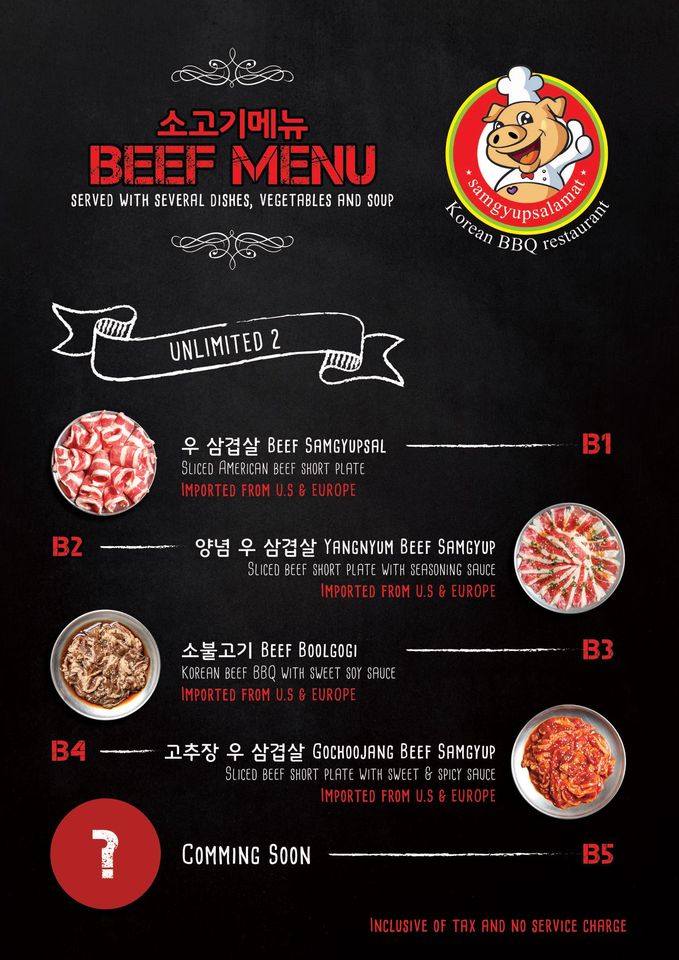 소고기메뉴
BEEF MENU
SERVED WITH SEVERAL DISHES, VEGETABLES AND SOUP
samgyupsalamat
Korean BBQ restaurant
UNLIMITED 2
우 삼겹살 BEEF SAMGYUPSAL B1
SLICED AMERICAN BEEF SHORT PLATE
IMPORTED FROM U.S & EUROPE
B2 양념 우 삼겹살 YANGNYUM BEEF SAMGYUP
SLICED BEEF SHORT PLATE WITH SEASONING SAUCE
IMPORTED FROM U.S & EUROPE
소불고기 BEEF BOOLGOGI B3
KOREAN BEEF BBQ WITH SWEET SOY SAUCE
IMPORTED FROM U.S & EUROPE
B4 고추장 우 삼겹살 GOCHOOJANG BEEF SAMGYUP
SLICED BEEF SHORT PLATE WITH SWEET & SPICY SAUCE
IMPORTED FROM U.S & EUROPE
? COMMING SOON B5
INCLUSIVE OF TAX AND NO SERVICE CHARGE